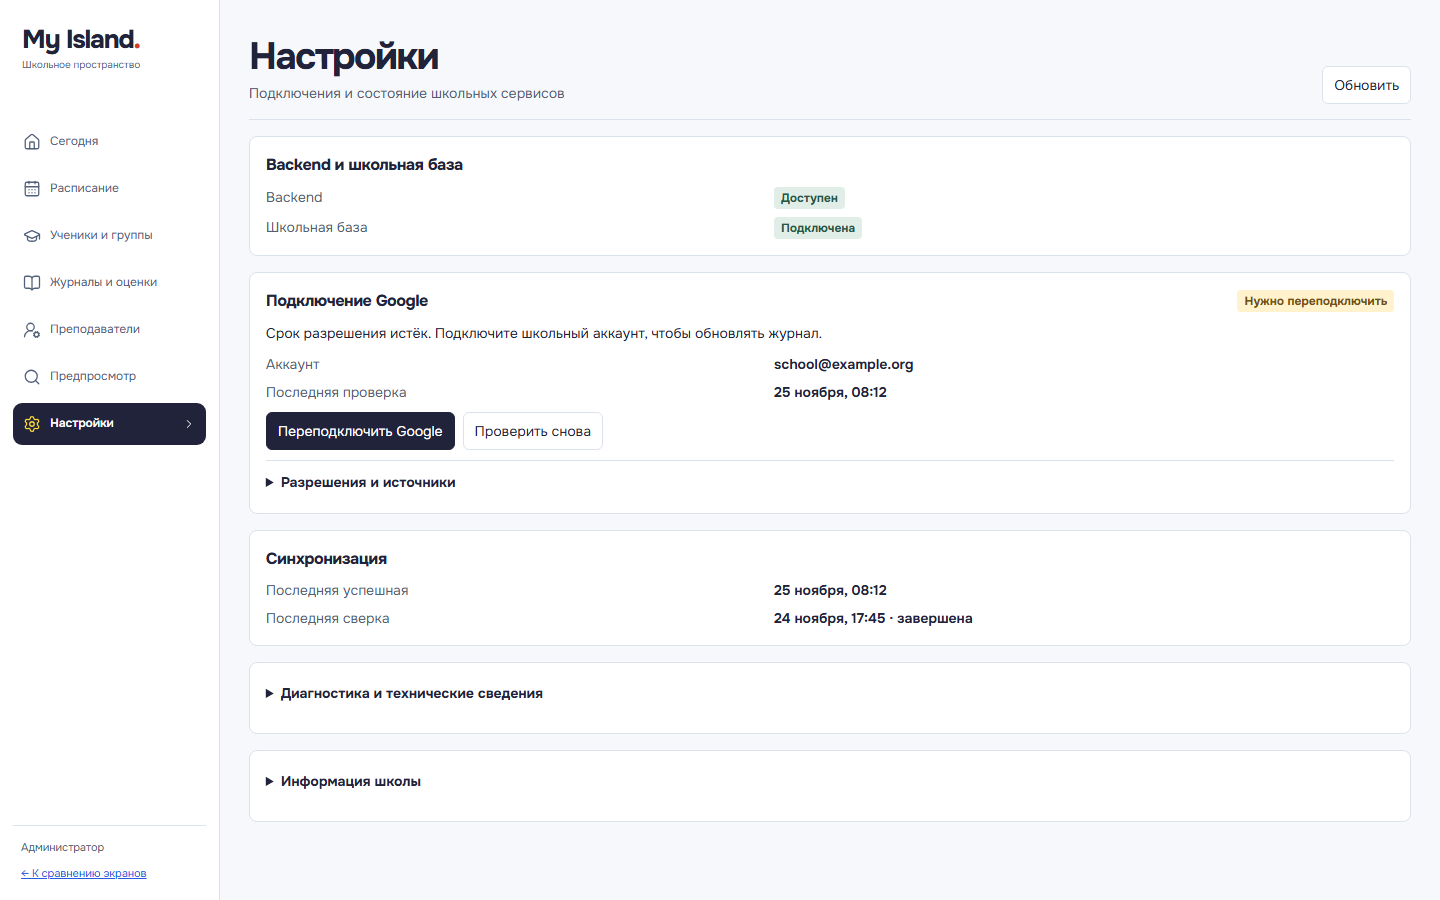 My Island.
Школьное пространство
Сегодня
Расписание
Ученики и группы
Журналы и оценки
Преподаватели
Предпросмотр
Настройки
Администратор
← К сравнению экранов
Настройки
Подключения и состояние школьных сервисов
Обновить
Backend и школьная база
Backend Доступен
Школьная база Подключена
Подключение Google Нужно переподключить
Срок разрешения истёк. Подключите школьный аккаунт, чтобы обновлять журнал.
Аккаунт school@example.org
Последняя проверка 25 ноября, 08:12
Переподключить Google Проверить снова
Разрешения и источники
Синхронизация
Последняя успешная 25 ноября, 08:12
Последняя сверка 24 ноября, 17:45 · завершена
Диагностика и технические сведения
Информация школы